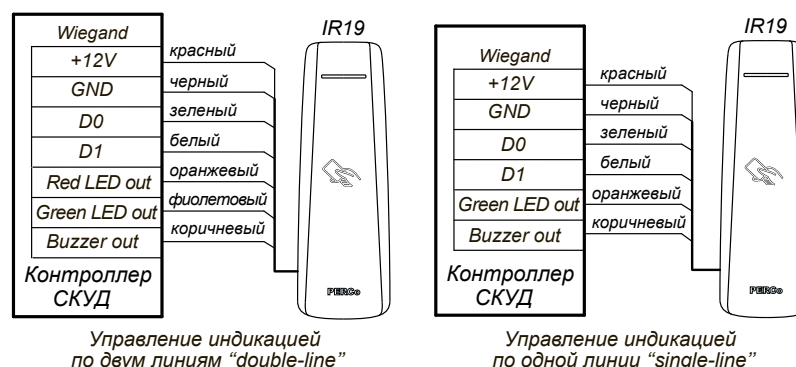 IR19
Wiegand
+12V
красный
GND
черный
D0
зеленый
D1
белый
Red LED out
оранжевый
Green LED out
фиолетовый
Buzzer out
коричневый
Контроллер
СКУД
PERCo
Управление индикацией
по двум линиям “double-line”
IR19
Wiegand
+12V
красный
GND
черный
D0
зеленый
D1
белый
Green LED out
оранжевый
Buzzer out
коричневый
Контроллер
СКУД
PERCo
Управление индикацией
по одной линии “single-line”